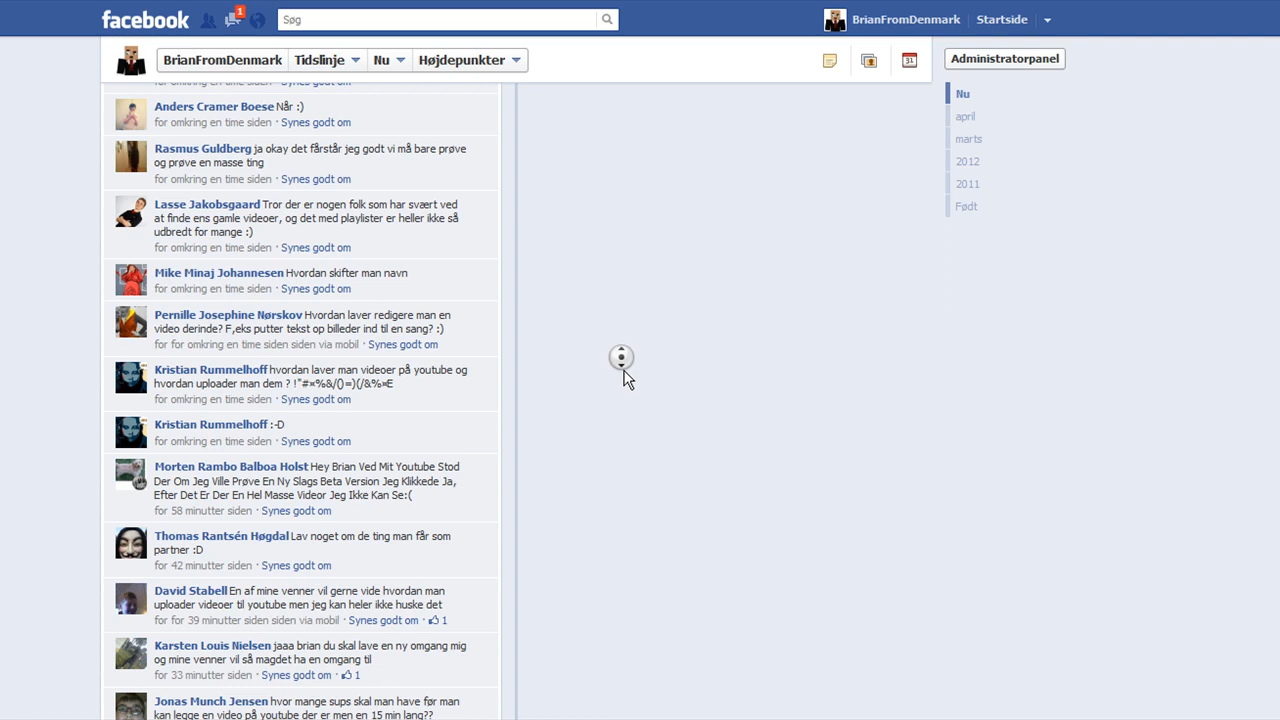 facebook
1
Søg
BrianFromDenmark
Startside
BrianFromDenmark Tidslinje Nu Højdepunkter
31
Administratorpanel
Nu
april
marts
2012
2011
Født
Anders Cramer Boese Når :)
for omkring en time siden · Synes godt om
Rasmus Guldberg ja okay det fårstår jeg godt vi må bare prøve
og prøve en masse ting
for omkring en time siden · Synes godt om
Lasse Jakobsgaard Tror der er nogen folk som har svært ved
at finde ens gamle videoer, og det med playlister er heller ikke så
udbredt for mange :)
for omkring en time siden · Synes godt om
Mike Minaj Johannesen Hvordan skifter man navn
for omkring en time siden · Synes godt om
Pernille Josephine Nørskov Hvordan laver redigere man en
video derinde? F,eks putter tekst op billeder ind til en sang? :)
for for omkring en time siden siden via mobil · Synes godt om
Kristian Rummelhoff hvordan laver man videoer på youtube og
hvordan uploader man dem ? !"#¤%&/()=)(/&%¤E
for omkring en time siden · Synes godt om
Kristian Rummelhoff :-D
for omkring en time siden · Synes godt om
Morten Rambo Balboa Holst Hey Brian Ved Mit Youtube Stod
Der Om Jeg Ville Prøve En Ny Slags Beta Version Jeg Klikkede Ja,
Efter Det Er Der En Hel Masse Videor Jeg Ikke Kan Se:(
for 58 minutter siden · Synes godt om
Thomas Rantsén Høgdal Lav noget om de ting man får som
partner :D
for 42 minutter siden · Synes godt om
David Stabell En af mine venner vil gerne vide hvordan man
uploader videoer til youtube men jeg kan heler ikke huske det
for for 39 minutter siden siden via mobil · Synes godt om · 1
Karsten Louis Nielsen jaaa brian du skal lave en ny omgang mig
og mine venner vil så magdet ha en omgang til
for 33 minutter siden · Synes godt om · 1
Jonas Munch Jensen hvor mange sups skal man have før man
kan legge en video på youtube der er men en 15 min lang??